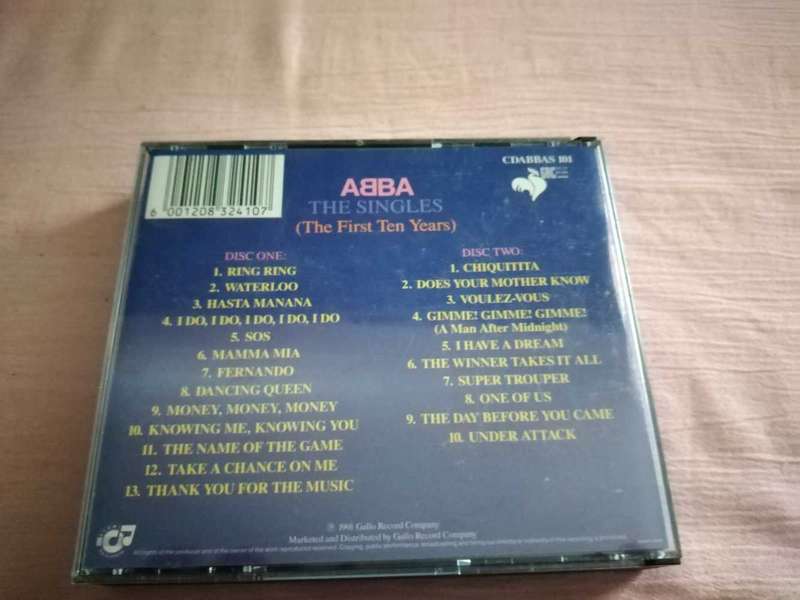 6 001208 324107
CDABBAS 101
ABBA
THE SINGLES
(The First Ten Years)
DISC ONE:
1. RING RING
2. WATERLOO
3. HASTA MANANA
4. I DO, I DO, I DO, I DO, I DO
5. SOS
6. MAMMA MIA
7. FERNANDO
8. DANCING QUEEN
9. MONEY, MONEY, MONEY
10. KNOWING ME, KNOWING YOU
11. THE NAME OF THE GAME
12. TAKE A CHANCE ON ME
13. THANK YOU FOR THE MUSIC
DISC TWO:
1. CHIQUITITA
2. DOES YOUR MOTHER KNOW
3. VOULEZ-VOUS
4. GIMME! GIMME! GIMME!
(A Man After Midnight)
5. I HAVE A DREAM
6. THE WINNER TAKES IT ALL
7. SUPER TROUPER
8. ONE OF US
9. THE DAY BEFORE YOU CAME
10. UNDER ATTACK
Gallo Record Company
Marketed and Distributed by Gallo Record Company